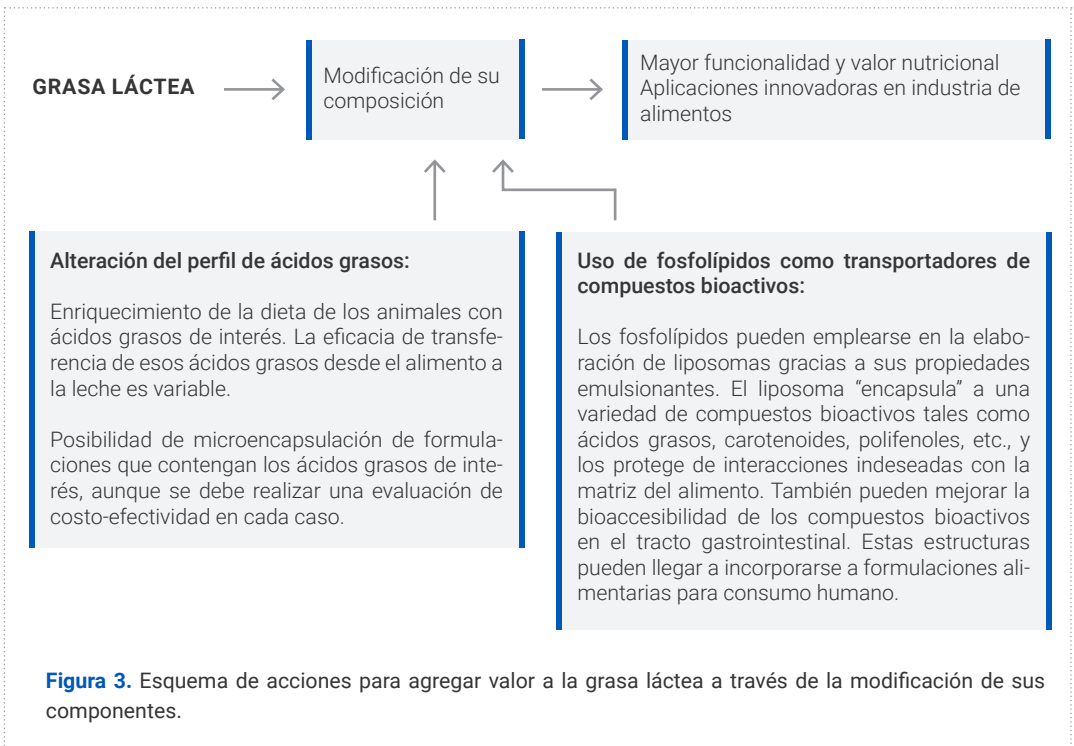 GRASA LÁCTEA
Modificación de su
composición
Mayor funcionalidad y valor nutricional
Aplicaciones innovadoras en industria de
alimentos
Alteración del perfil de ácidos grasos:
Enriquecimiento de la dieta de los animales con
ácidos grasos de interés. La eficacia de transfe-
rencia de esos ácidos grasos desde el alimento a
la leche es variable.
Posibilidad de microencapsulación de formula-
ciones que contengan los ácidos grasos de inte-
rés, aunque se debe realizar una evaluación de
costo-efectividad en cada caso.
Uso de fosfolípidos como transportadores de
compuestos bioactivos:
Los fosfolípidos pueden emplearse en la elabo-
ración de liposomas gracias a sus propiedades
emulsionantes. El liposoma “encapsula” a una
variedad de compuestos bioactivos tales como
ácidos grasos, carotenoides, polifenoles, etc., y
los protege de interacciones indeseadas con la
matriz del alimento. También pueden mejorar la
bioaccesibilidad de los compuestos bioactivos
en el tracto gastrointestinal. Estas estructuras
pueden llegar a incorporarse a formulaciones ali-
mentarias para consumo humano.
Figura 3. Esquema de acciones para agregar valor a la grasa láctea a través de la modificación de sus
componentes.